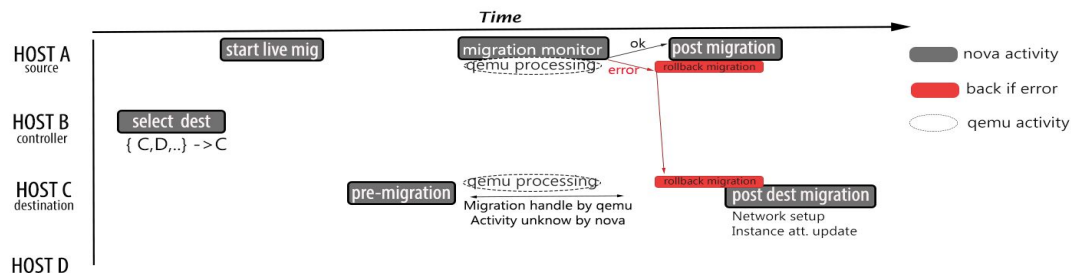 Time
HOST A
source
start live mig
migration monitor
qemu processing
ok
error
post migration
rollback migration
nova activity
back if error
qemu activity
HOST B
controller
select dest
{ C,D,..} ->C
HOST C
destination
pre-migration
qemu processing
Migration handle by qemu
Activity unknow by nova
rollback migration
post dest migration
Network setup
Instance att. update
HOST D